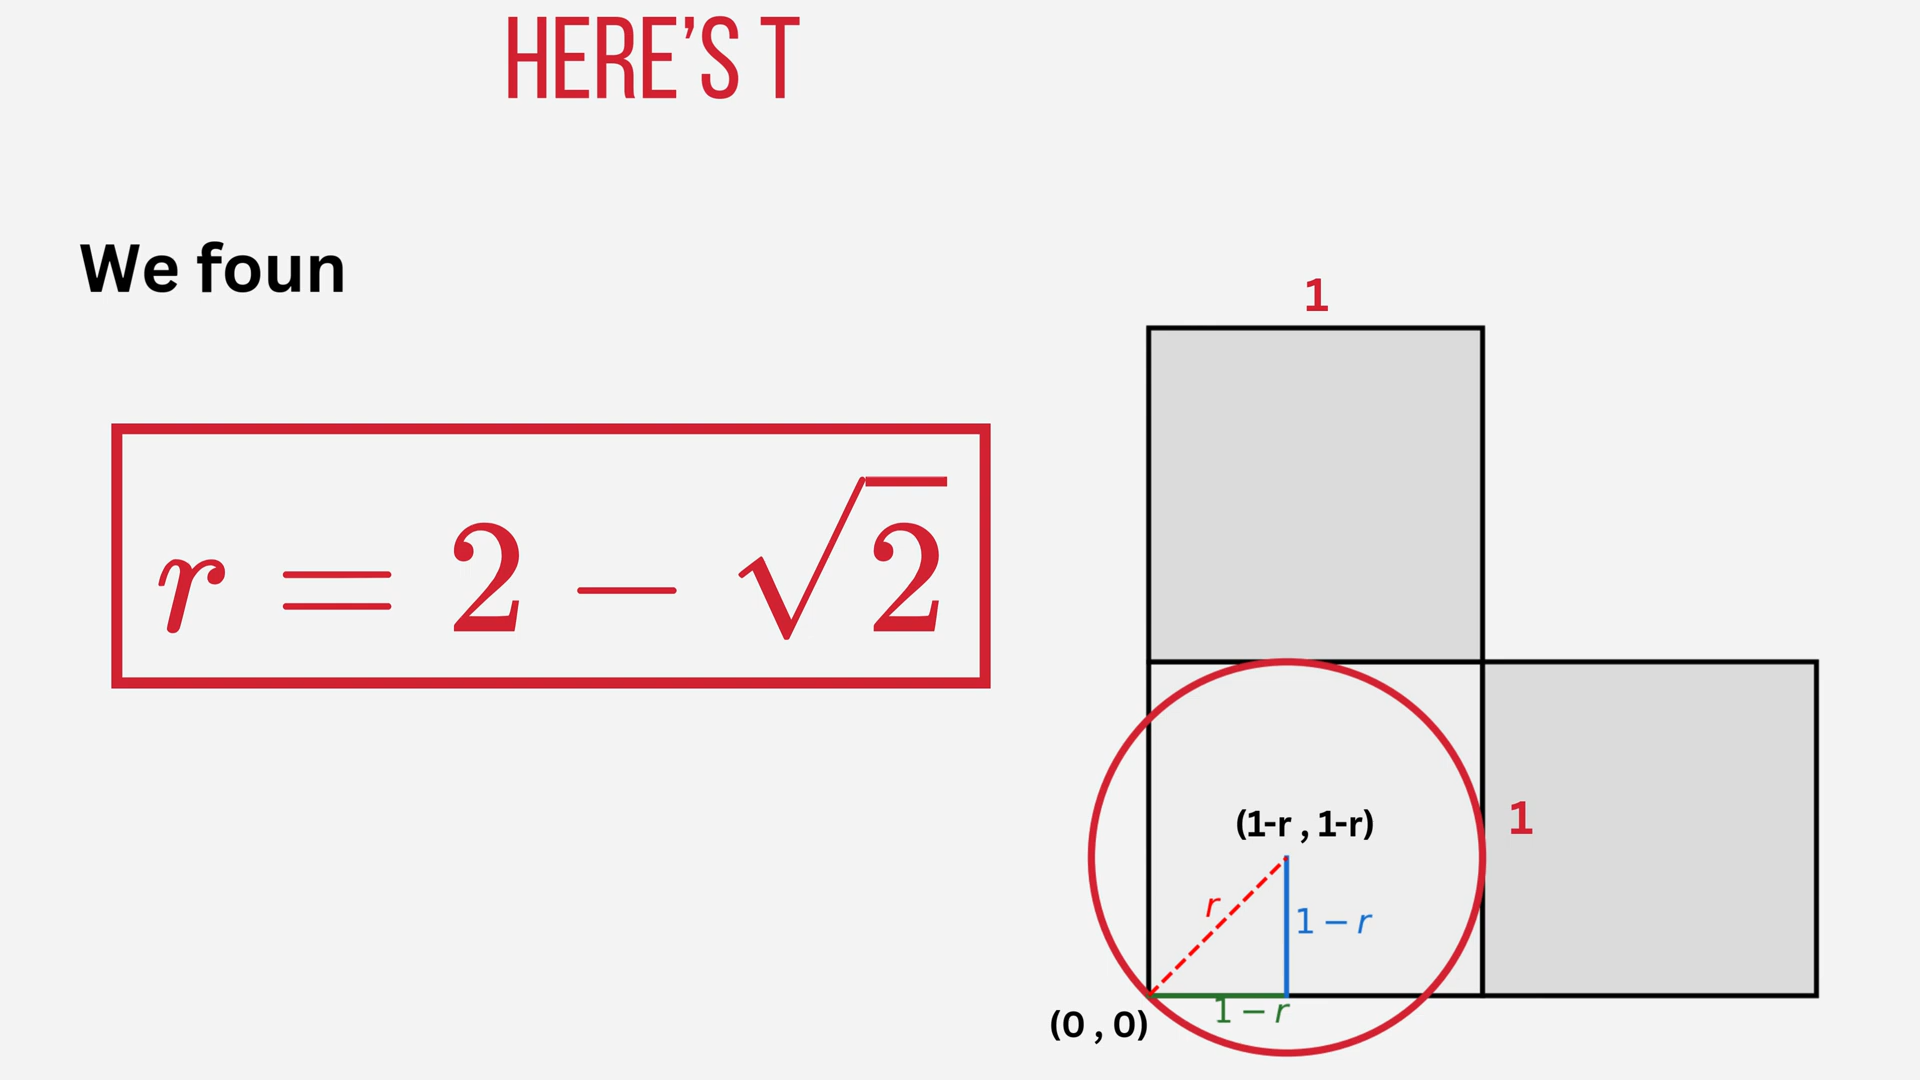 HERE’S T
We foun
r = 2 − √2
1
1
(1-r , 1-r)
r
1 − r
1 − r
(0 , 0)